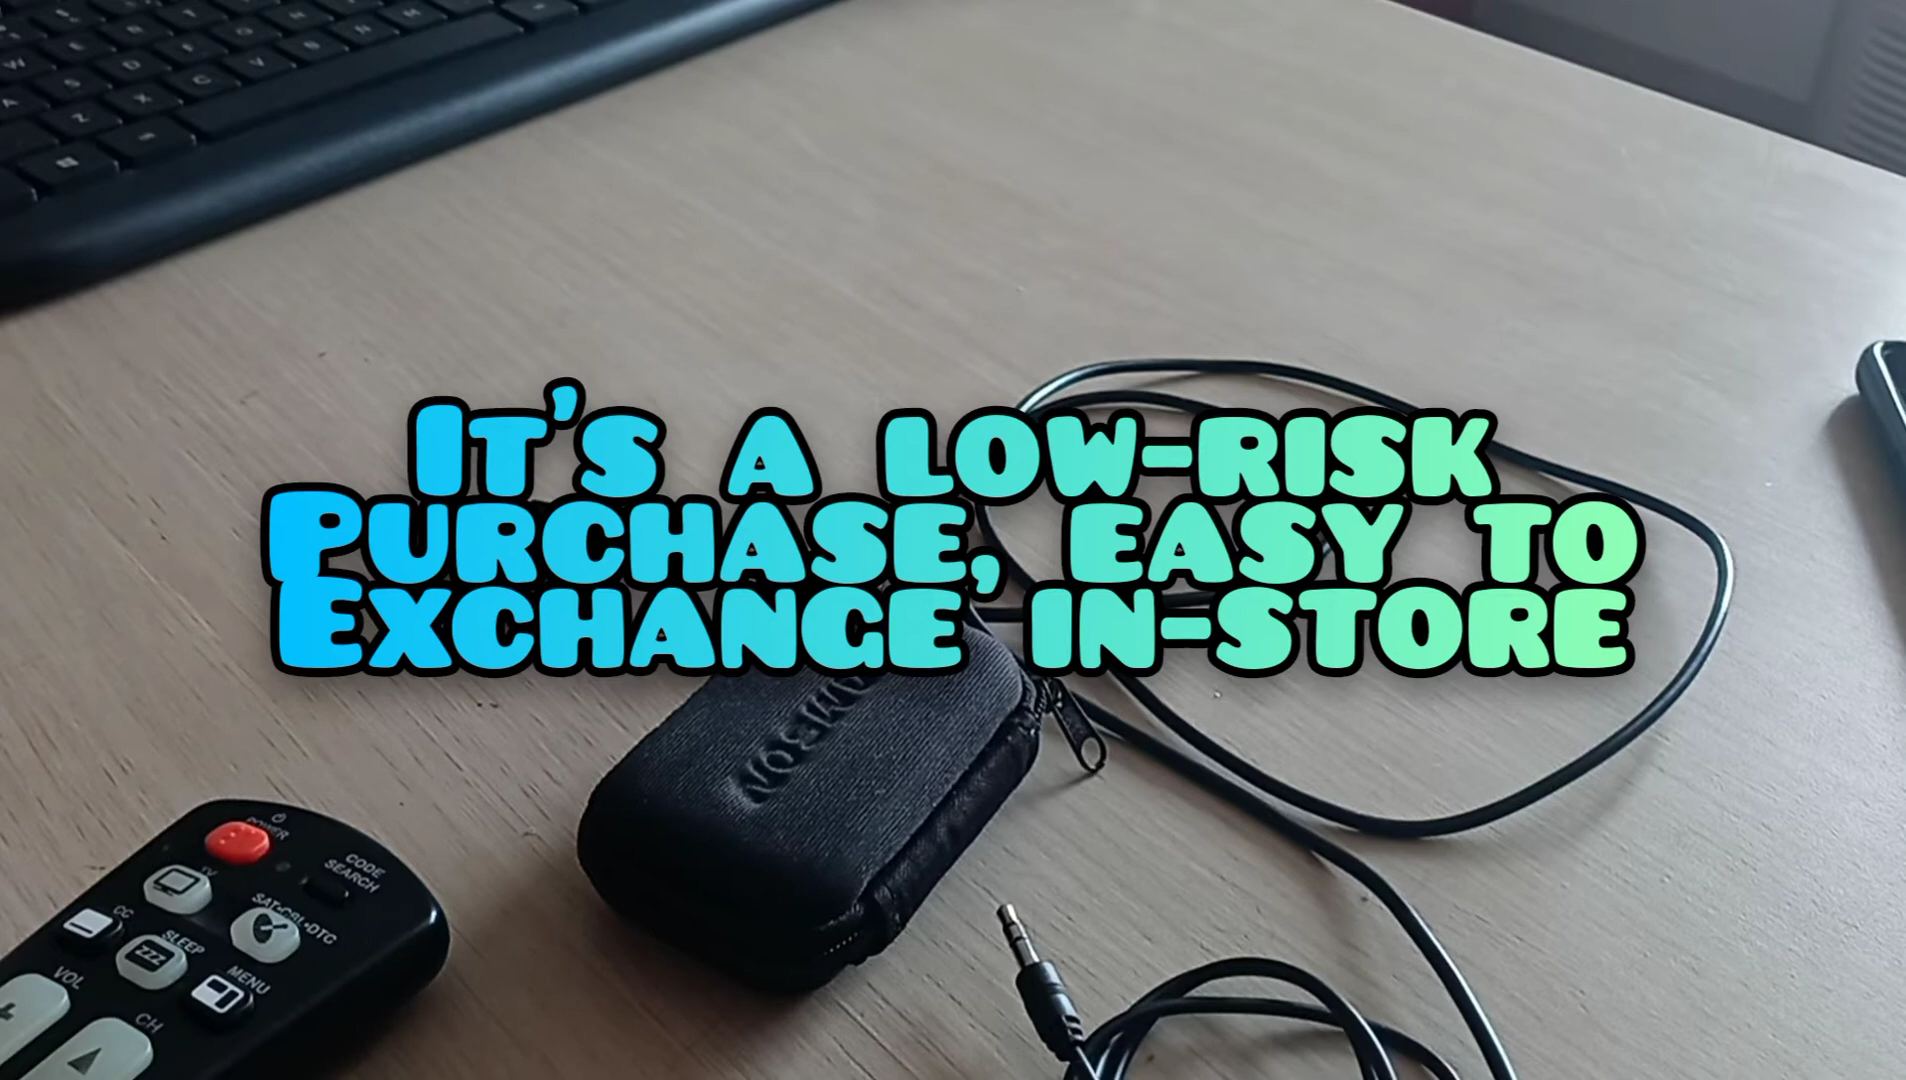 It's a low-risk
Purchase, easy to
Exchange in-store
POWER
CODE
SEARCH
TV
SAT•CBL•DTC
CC
SLEEP
ZZZ
MENU
VOL
+
CH
W E R T Y U
A S D F G H
Z X C V B N M